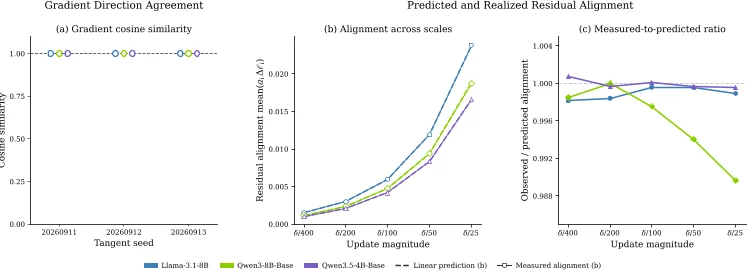 Gradient Direction Agreement
Predicted and Realized Residual Alignment
(a) Gradient cosine similarity
Cosine similarity
1.00
0.75
0.50
0.25
0.00
20260911 20260912 20260913
Tangent seed
(b) Alignment across scales
Residual alignment mean(aᵢΔℓᵢ)
0.020
0.015
0.010
0.005
0.000
δ/400 δ/200 δ/100 δ/50 δ/25
Update magnitude
(c) Measured-to-predicted ratio
Observed / predicted alignment
1.004
1.000
0.996
0.992
0.988
δ/400 δ/200 δ/100 δ/50 δ/25
Update magnitude
Llama-3.1-8B Qwen3-8B-Base Qwen3.5-4B-Base Linear prediction (b) Measured alignment (b)